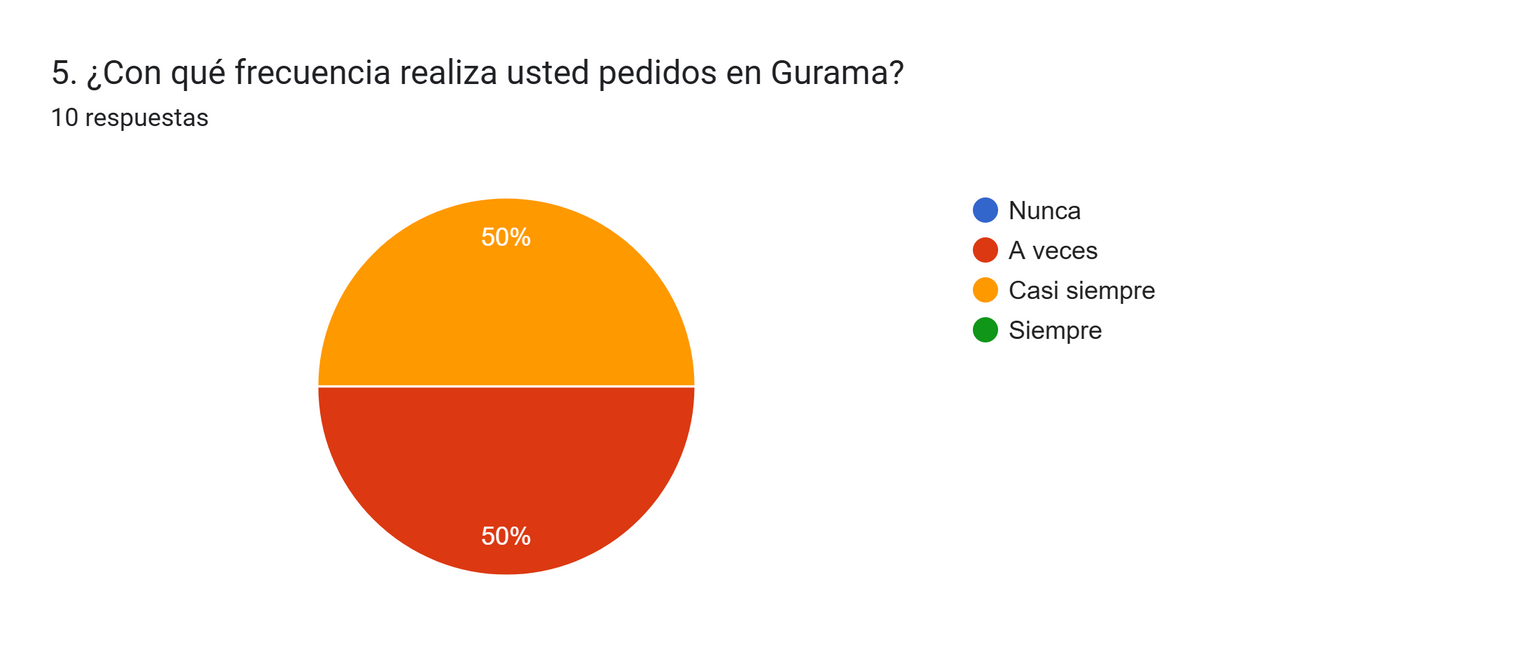 5. ¿Con qué frecuencia realiza usted pedidos en Gurama?
10 respuestas
50%
50%
Nunca
A veces
Casi siempre
Siempre